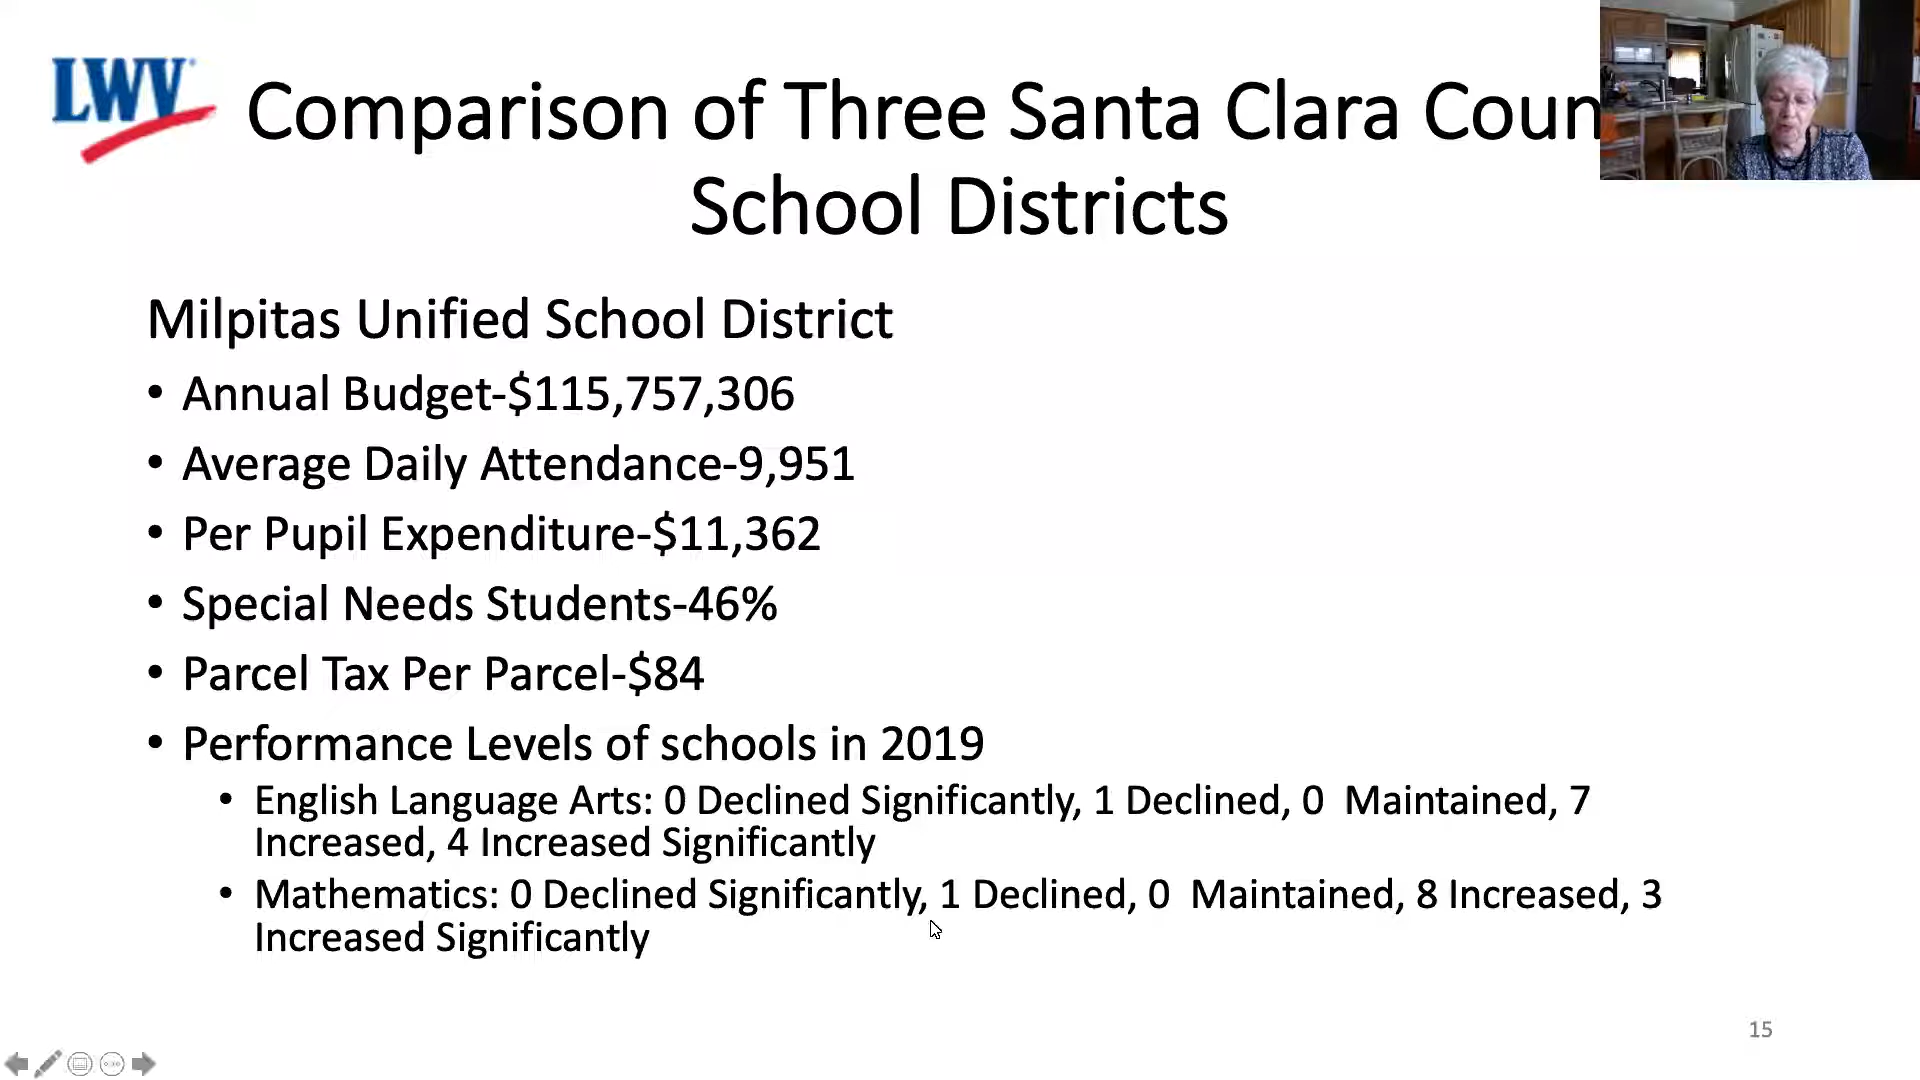 LWV
Comparison of Three Santa Clara Coun
School Districts
Milpitas Unified School District
• Annual Budget-$115,757,306
• Average Daily Attendance-9,951
• Per Pupil Expenditure-$11,362
• Special Needs Students-46%
• Parcel Tax Per Parcel-$84
• Performance Levels of schools in 2019
• English Language Arts: 0 Declined Significantly, 1 Declined, 0  Maintained, 7
Increased, 4 Increased Significantly
• Mathematics: 0 Declined Significantly, 1 Declined, 0  Maintained, 8 Increased, 3
Increased Significantly
15